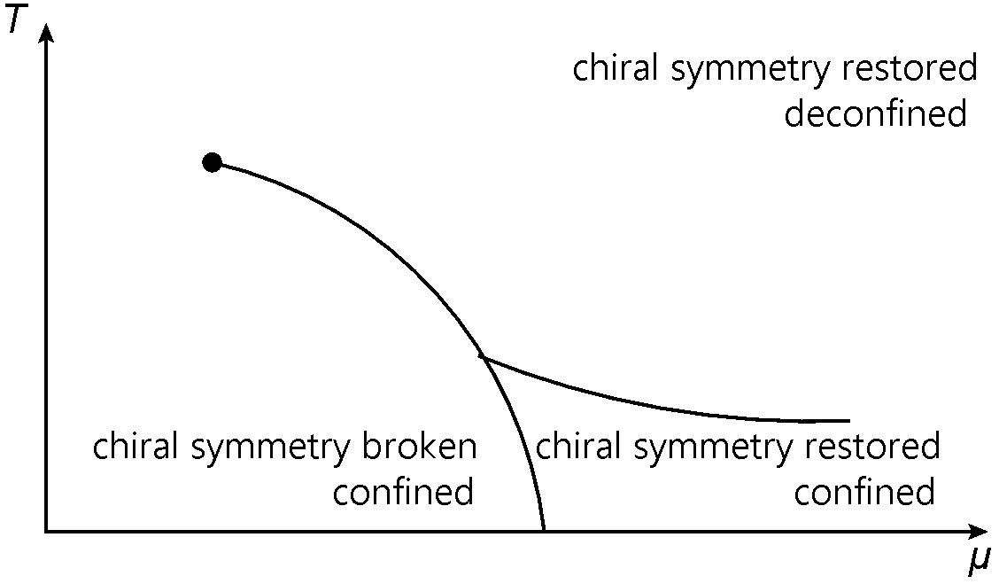 T
chiral symmetry restored
deconfined
chiral symmetry broken
confined
chiral symmetry restored
confined
μ